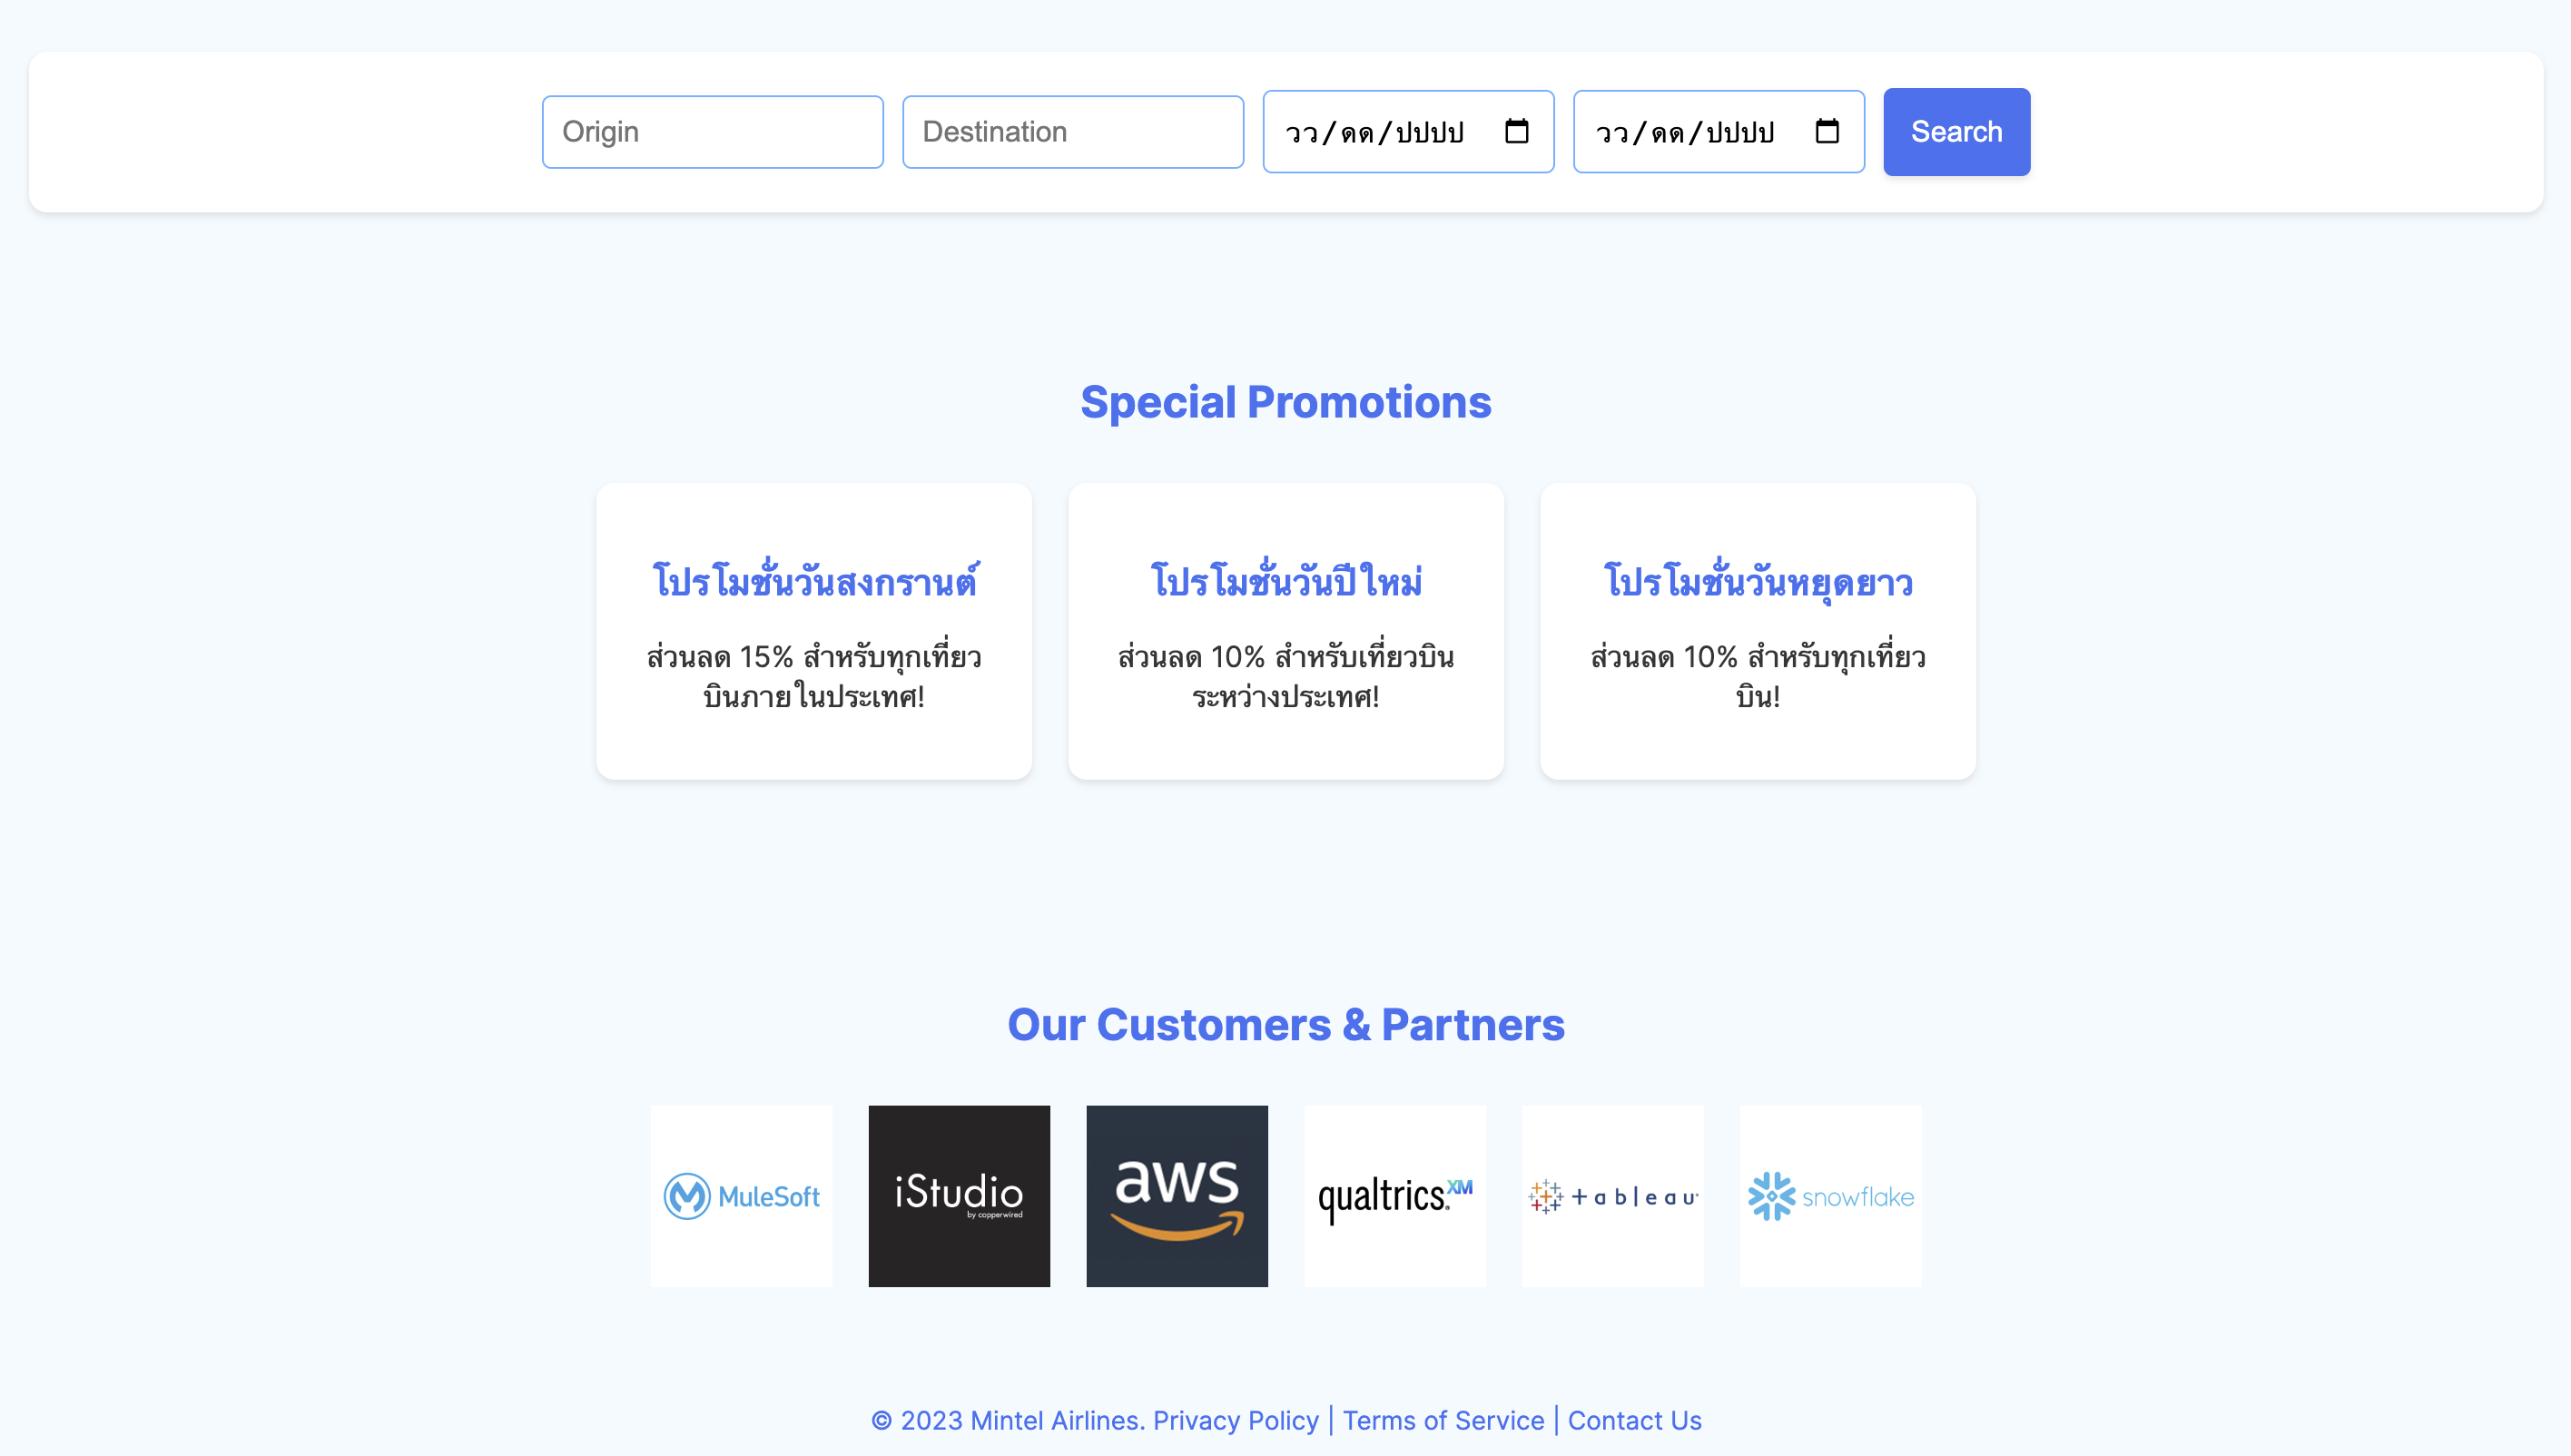 Origin
Destination
วว/ดด/ปปปป
วว/ดด/ปปปป
Search
Special Promotions
โปรโมชั่นวันสงกรานต์
ส่วนลด 15% สำหรับทุกเที่ยว
บินภายในประเทศ!
โปรโมชั่นวันปีใหม่
ส่วนลด 10% สำหรับเที่ยวบิน
ระหว่างประเทศ!
โปรโมชั่นวันหยุดยาว
ส่วนลด 10% สำหรับทุกเที่ยว
บิน!
Our Customers & Partners
MuleSoft
iStudio
by copperwired
aws
qualtrics.XM
tableau
snowflake
© 2023 Mintel Airlines. Privacy Policy | Terms of Service | Contact Us